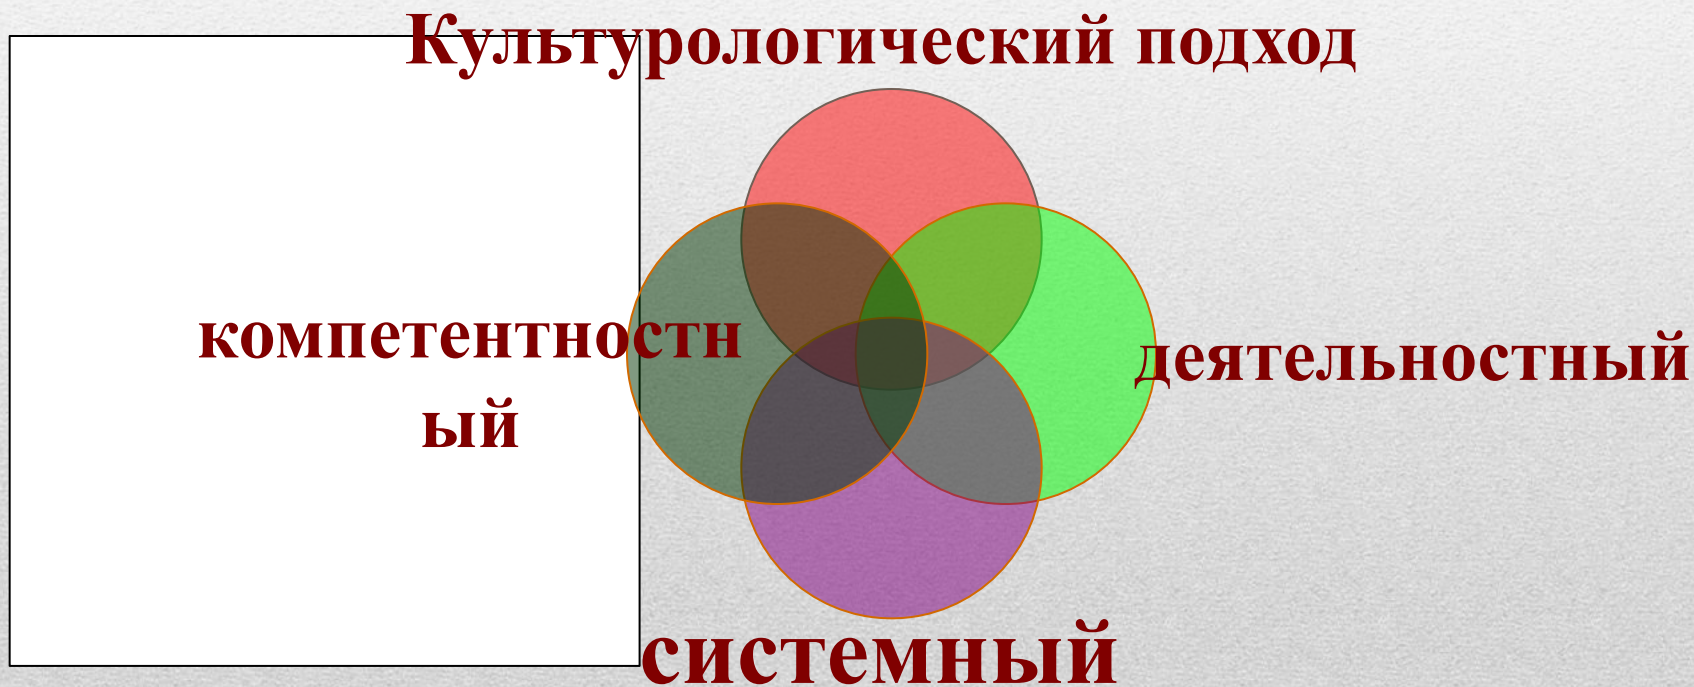 Культурологический подход
компетентностн
ый
деятельностный
системный